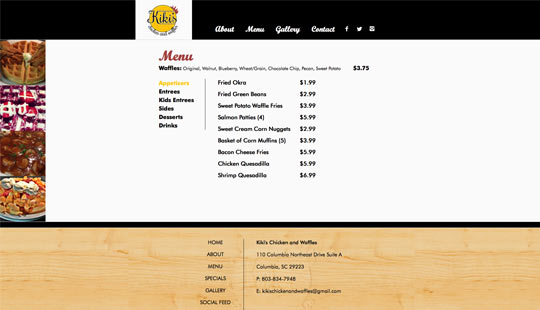 Kiki's
About Menu Gallery Contact
Menu
Waffles: Original, Walnut, Blueberry, Wheat/Grain, Chocolate Chip, Pecan, Sweet Potato $3.75
Appetizers
Entrees
Kids Entrees
Sides
Desserts
Drinks
Fried Okra $1.99
Fried Green Beans $2.99
Sweet Potato Waffle Fries $3.99
Salmon Patties (4) $5.99
Sweet Cream Corn Nuggets $2.99
Basket of Corn Muffins (5) $3.99
Bacon Cheese Fries $5.99
Chicken Quesadilla $5.99
Shrimp Quesadilla $6.99
HOME
ABOUT
MENU
SPECIALS
GALLERY
SOCIAL FEED
Kiki's Chicken and Waffles
110 Columbia Northeast Drive Suite A
Columbia, SC 29223
P: 803-834-7948
E: kikischickenandwaffles@gmail.com